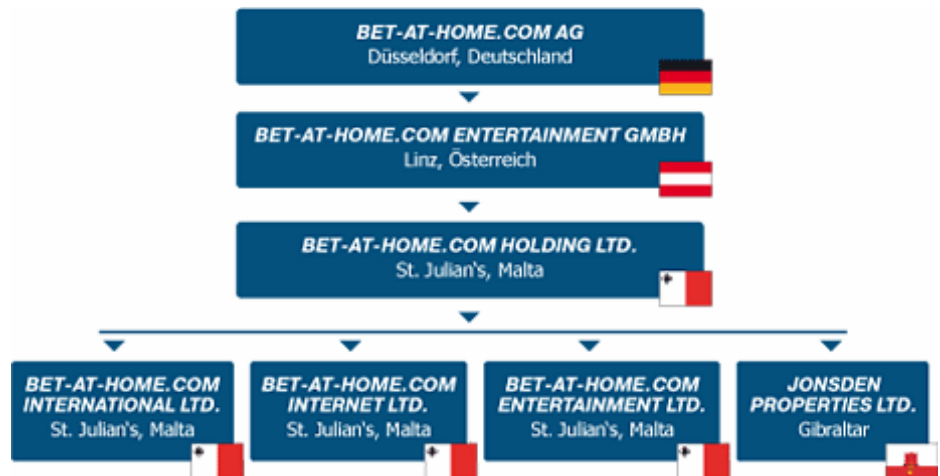 BET-AT-HOME.COM AG
Düsseldorf, Deutschland
BET-AT-HOME.COM ENTERTAINMENT GMBH
Linz, Österreich
BET-AT-HOME.COM HOLDING LTD.
St. Julian's, Malta
BET-AT-HOME.COM
INTERNATIONAL LTD.
St. Julian's, Malta
BET-AT-HOME.COM
INTERNET LTD.
St. Julian's, Malta
BET-AT-HOME.COM
ENTERTAINMENT LTD.
St. Julian's, Malta
JONSDEN
PROPERTIES LTD.
Gibraltar